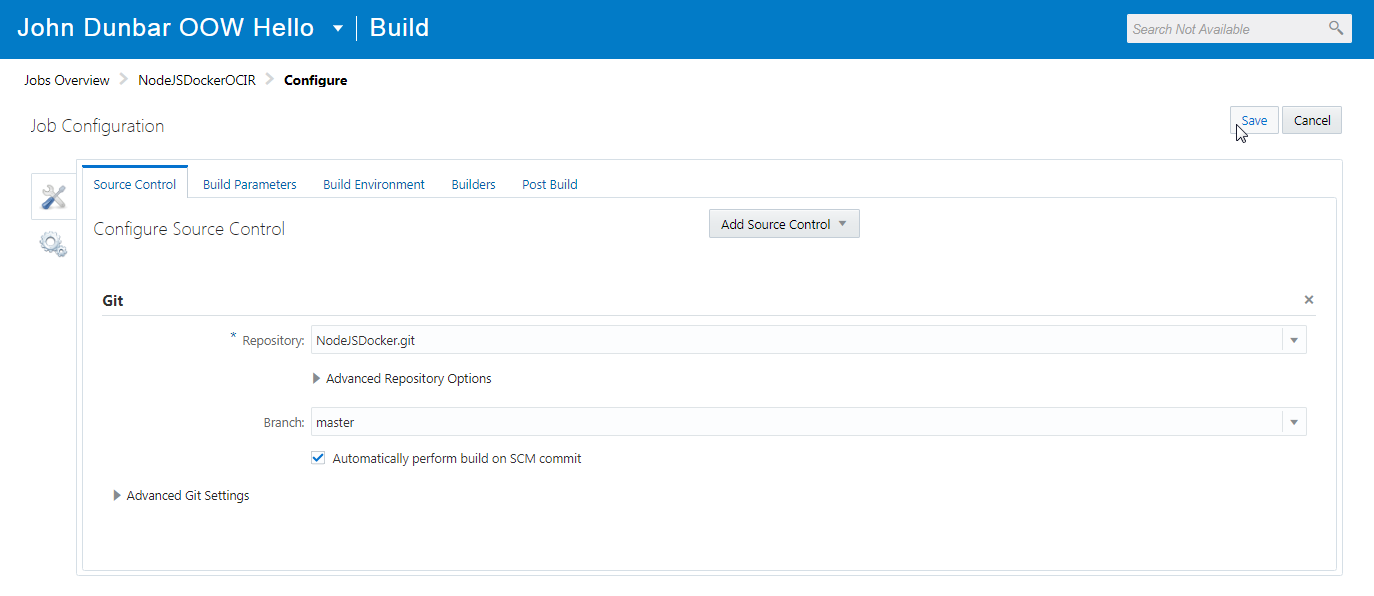 John Dunbar OOW Hello Build Search Not Available
Jobs Overview NodeJSDockerOCIR Configure
Job Configuration Save Cancel
Source Control Build Parameters Build Environment Builders Post Build
Configure Source Control Add Source Control
Git
* Repository: NodeJSDocker.git
Advanced Repository Options
Branch: master
Automatically perform build on SCM commit
Advanced Git Settings